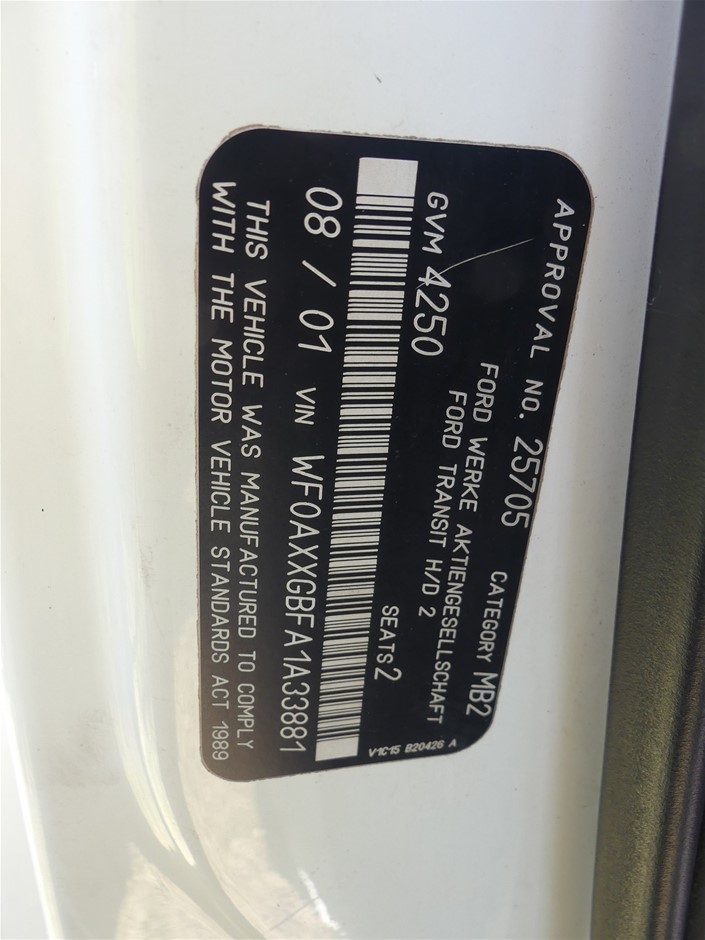 APPROVAL NO. 25705 CATEGORY MB2
FORD WERKE AKTIENGESELLSCHAFT
FORD TRANSIT H/D 2
GVM 4250 SEATS 2 V1C15 B20426 A
08 / 01 VIN WF0AXXGBFA1A33881
THIS VEHICLE WAS MANUFACTURED TO COMPLY
WITH THE MOTOR VEHICLE STANDARDS ACT 1989